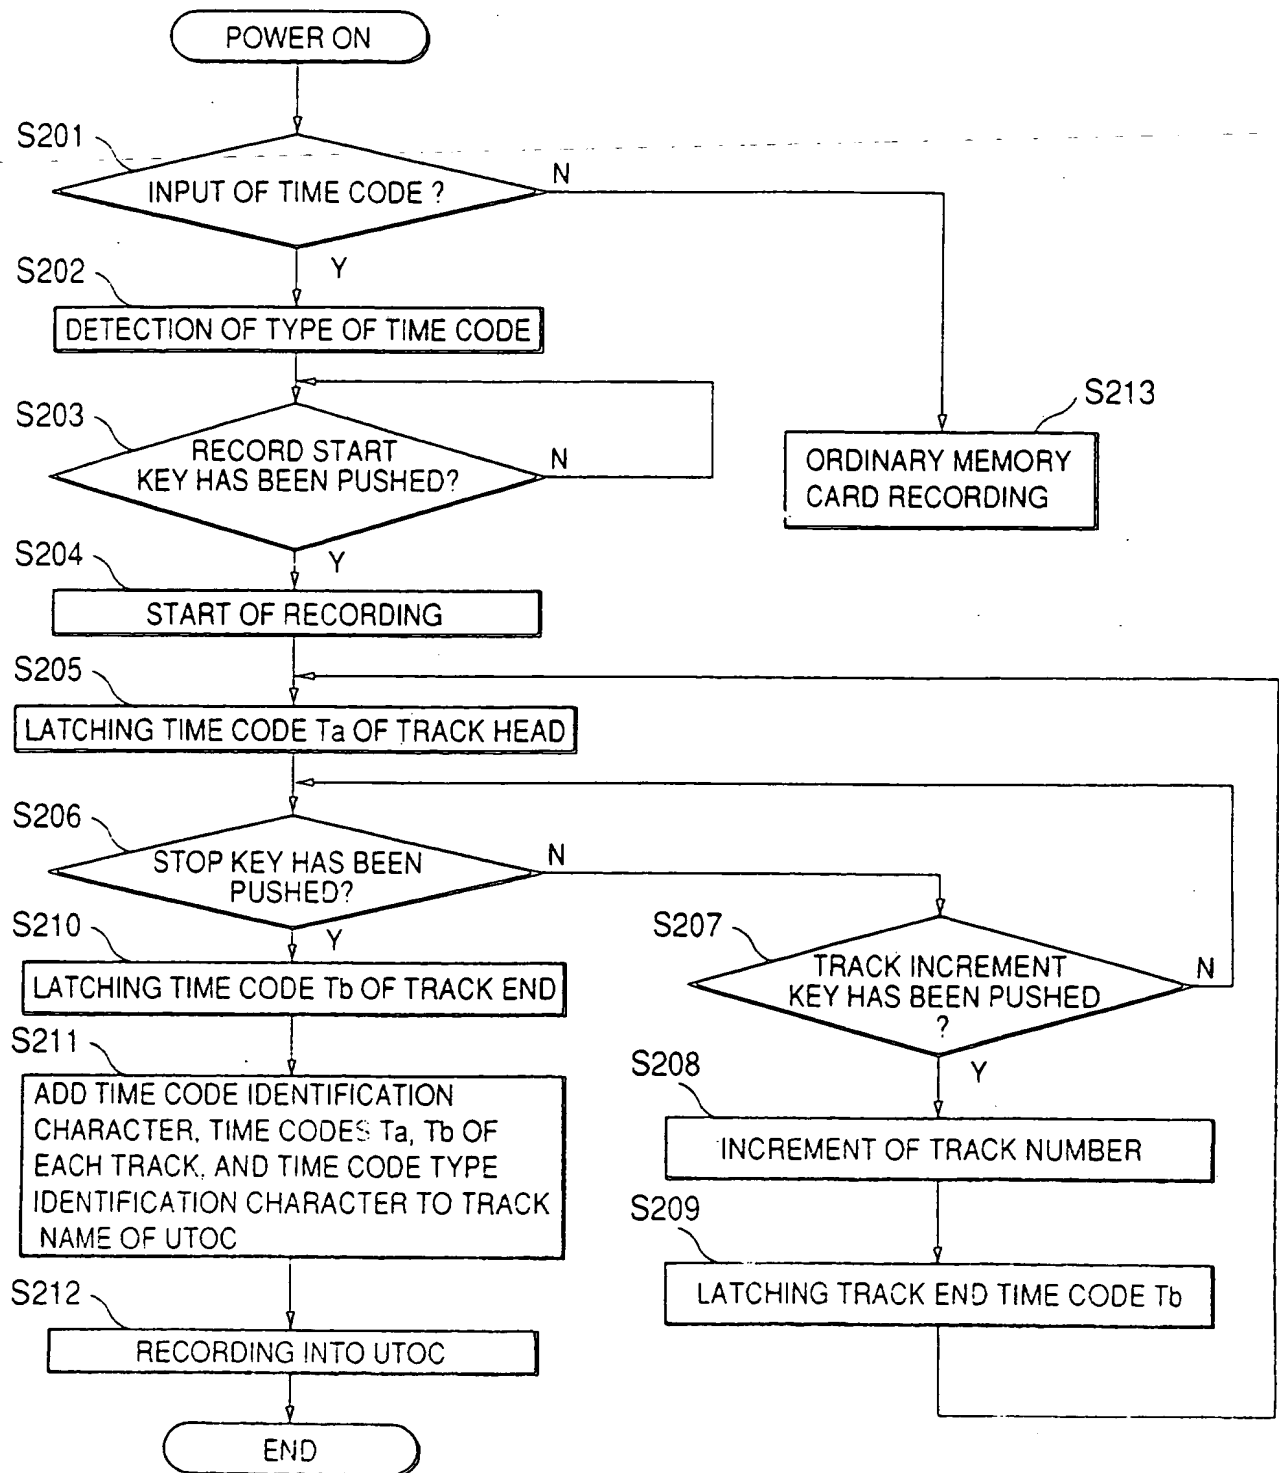 POWER ON
S201
INPUT OF TIME CODE ?
N
Y
S202
DETECTION OF TYPE OF TIME CODE
S203
RECORD START
KEY HAS BEEN PUSHED?
N
S213
ORDINARY MEMORY
CARD RECORDING
Y
S204
START OF RECORDING
S205
LATCHING TIME CODE Ta OF TRACK HEAD
S206
STOP KEY HAS BEEN
PUSHED?
N
Y
S207
TRACK INCREMENT
KEY HAS BEEN PUSHED
?
N
Y
S210
LATCHING TIME CODE Tb OF TRACK END
S211
ADD TIME CODE IDENTIFICATION
CHARACTER, TIME CODES Ta, Tb OF
EACH TRACK, AND TIME CODE TYPE
IDENTIFICATION CHARACTER TO TRACK
NAME OF UTOC
S208
INCREMENT OF TRACK NUMBER
S209
LATCHING TRACK END TIME CODE Tb
S212
RECORDING INTO UTOC
END